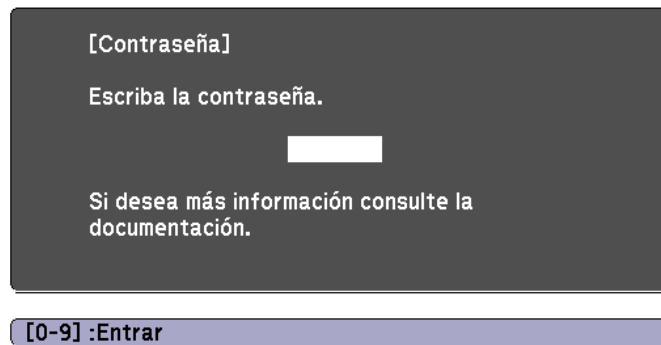 [Contraseña]
Escriba la contraseña.
Si desea más información consulte la
documentación.
[0-9] :Entrar